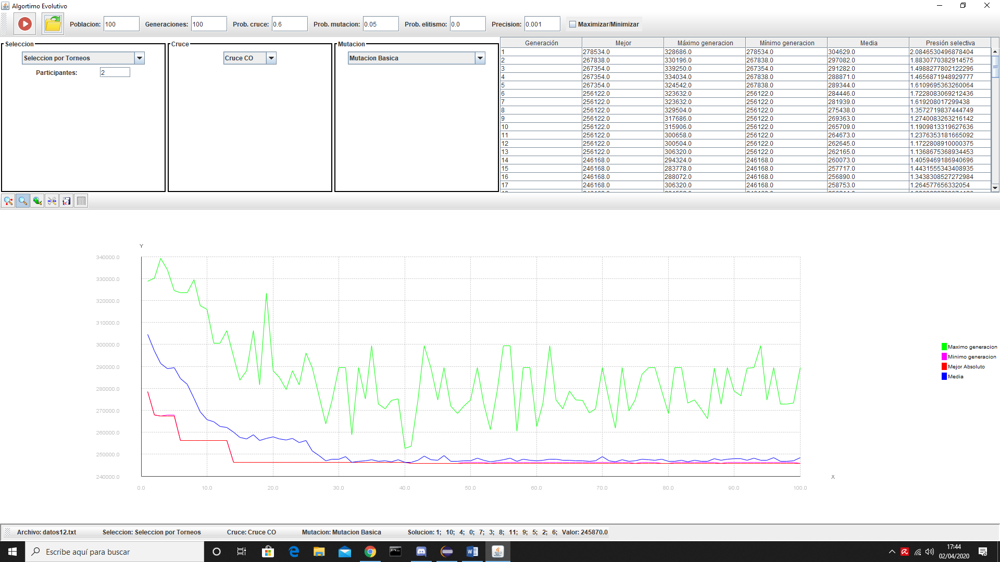 Algortimo Evolutivo
Poblacion: 100 Generaciones: 100 Prob. cruce: 0.6 Prob. mutacion: 0.05 Prob. elitismo: 0.0 Precision: 0.001 Maximizar/Minimizar
Seleccion Cruce Mutacion
Seleccion por Torneos Cruce CO Mutacion Basica
Participantes: 2
Generación Mejor Máximo generacion Mínimo generacion Media Presión selectiva
1 278534.0 328686.0 278534.0 304629.0 2.0846530496878404
2 267838.0 330196.0 267838.0 297082.0 1.8830770382914575
3 267354.0 339250.0 267354.0 291282.0 1.4988277802122296
4 267354.0 334034.0 267838.0 288871.0 1.4656871948929777
5 267354.0 324542.0 267838.0 289344.0 1.6109695363260064
6 256122.0 323632.0 256122.0 284446.0 1.7228083069212436
7 256122.0 323632.0 256122.0 281939.0 1.619208017299438
8 256122.0 329504.0 256122.0 275438.0 1.3572719837444749
9 256122.0 317686.0 256122.0 269363.0 1.2740083263216142
10 256122.0 315906.0 256122.0 265709.0 1.1909813319627636
11 256122.0 300658.0 256122.0 264673.0 1.2376353181665092
12 256122.0 300504.0 256122.0 262645.0 1.1722808910000375
13 256122.0 306320.0 256122.0 262165.0 1.1368675368934453
14 246168.0 294324.0 246168.0 260073.0 1.4059469186940696
15 246168.0 283778.0 246168.0 257717.0 1.4431555343408935
16 246168.0 288072.0 246168.0 256890.0 1.3438308527272984
17 246168.0 306320.0 246168.0 258753.0 1.264577656332054
Y
340000.0
330000.0
320000.0
310000.0
300000.0
290000.0
280000.0
270000.0
260000.0
250000.0
240000.0
X
0.0 10.0 20.0 30.0 40.0 50.0 60.0 70.0 80.0 90.0 100.0
Maximo generacion
Minimo generacion
Mejor Absoluto
Media
Archivo: datos12.txt Seleccion: Seleccion por Torneos Cruce: Cruce CO Mutacion: Mutacion Basica Solucion: 1; 10; 4; 0; 7; 3; 8; 11; 9; 5; 2; 6; Valor: 245870.0
Escribe aquí para buscar
17:44
02/04/2020